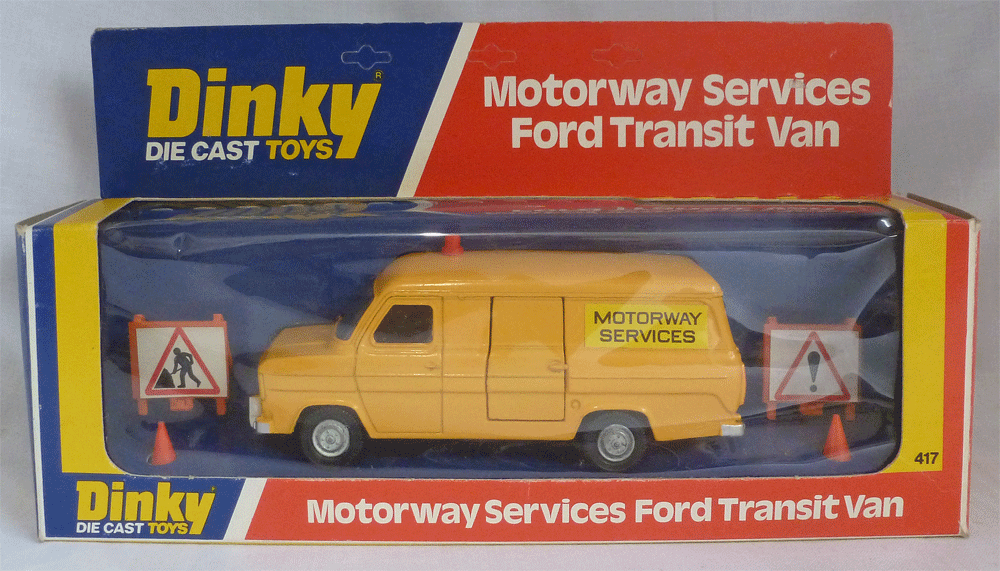 Dinky®
DIE CAST TOYS
Motorway Services
Ford Transit Van
MOTORWAY
SERVICES
417
Dinky
DIE CAST TOYS
Motorway Services Ford Transit Van